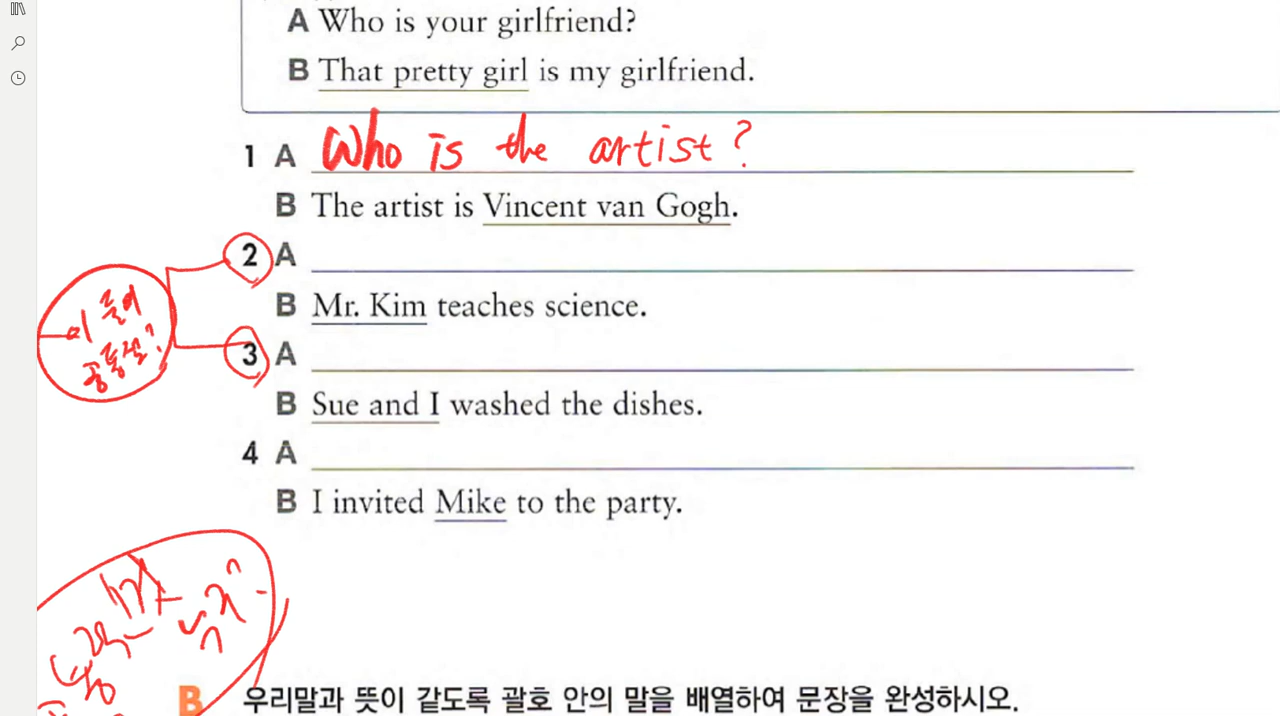 A Who is your girlfriend?
B That pretty girl is my girlfriend.
1 A Who is the artist?
B The artist is Vincent van Gogh.
2 A
B Mr. Kim teaches science.
이 둘의
공통점?
3 A
B Sue and I washed the dishes.
4 A
B I invited Mike to the party.
B 우리말과 뜻이 같도록 괄호 안의 말을 배열하여 문장을 완성하시오.